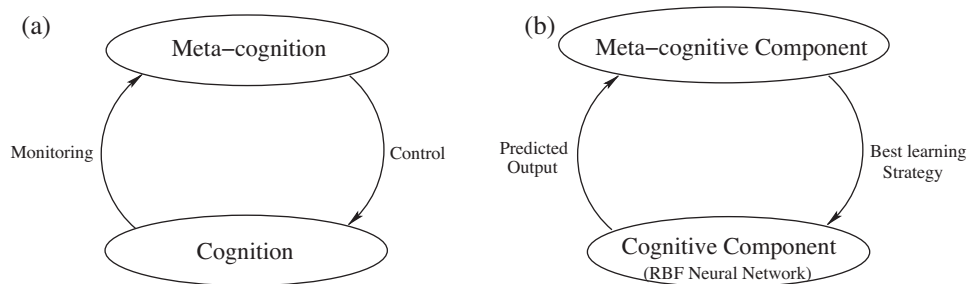 (a)
Meta−cognition
Monitoring
Control
Cognition
(b)
Meta−cognitive Component
Predicted
Output
Best learning
Strategy
Cognitive Component
(RBF Neural Network)